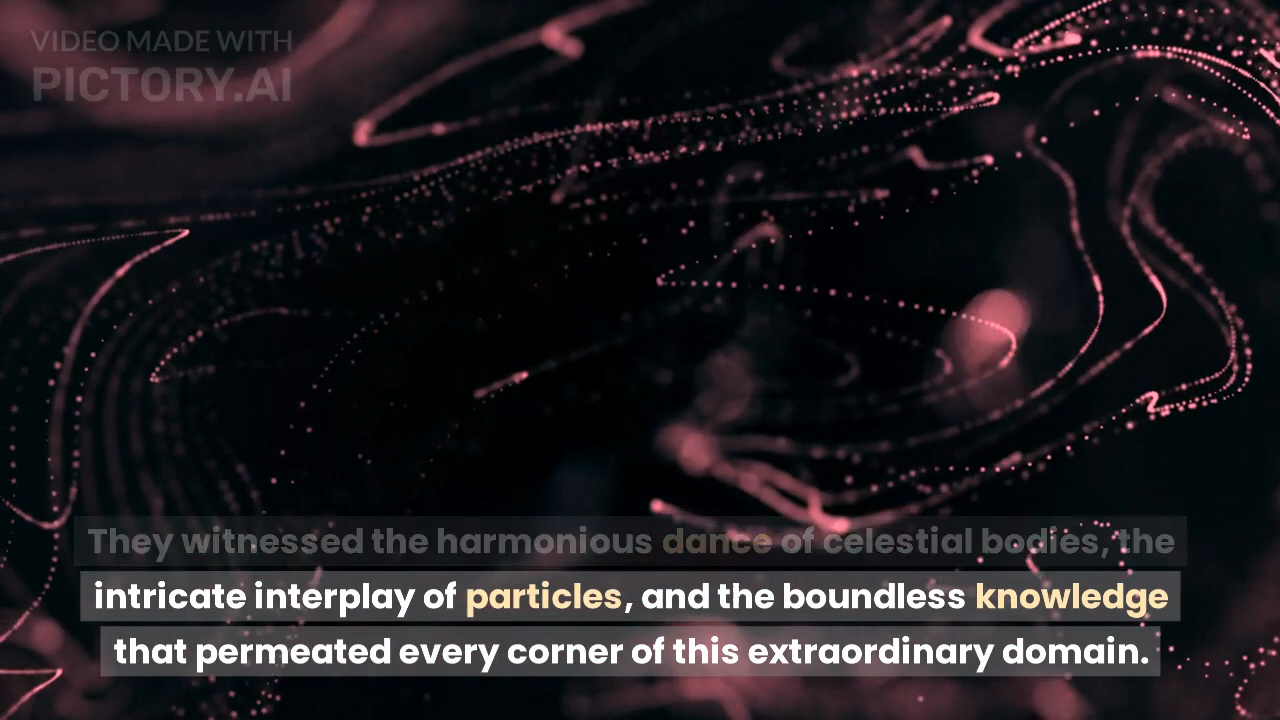 VIDEO MADE WITH
PICTORY.AI
They witnessed the harmonious dance of celestial bodies, the
intricate interplay of particles, and the boundless knowledge
that permeated every corner of this extraordinary domain.